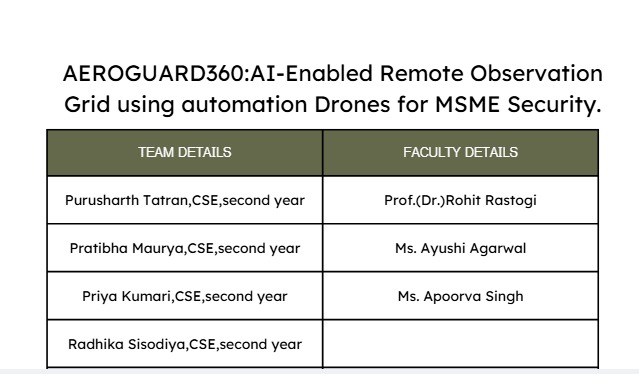 AEROGUARD360:AI-Enabled Remote Observation
Grid using automation Drones for MSME Security.
TEAM DETAILS FACULTY DETAILS
Purusharth Tatran,CSE,second year Prof.(Dr.)Rohit Rastogi
Pratibha Maurya,CSE,second year Ms. Ayushi Agarwal
Priya Kumari,CSE,second year Ms. Apoorva Singh
Radhika Sisodiya,CSE,second year